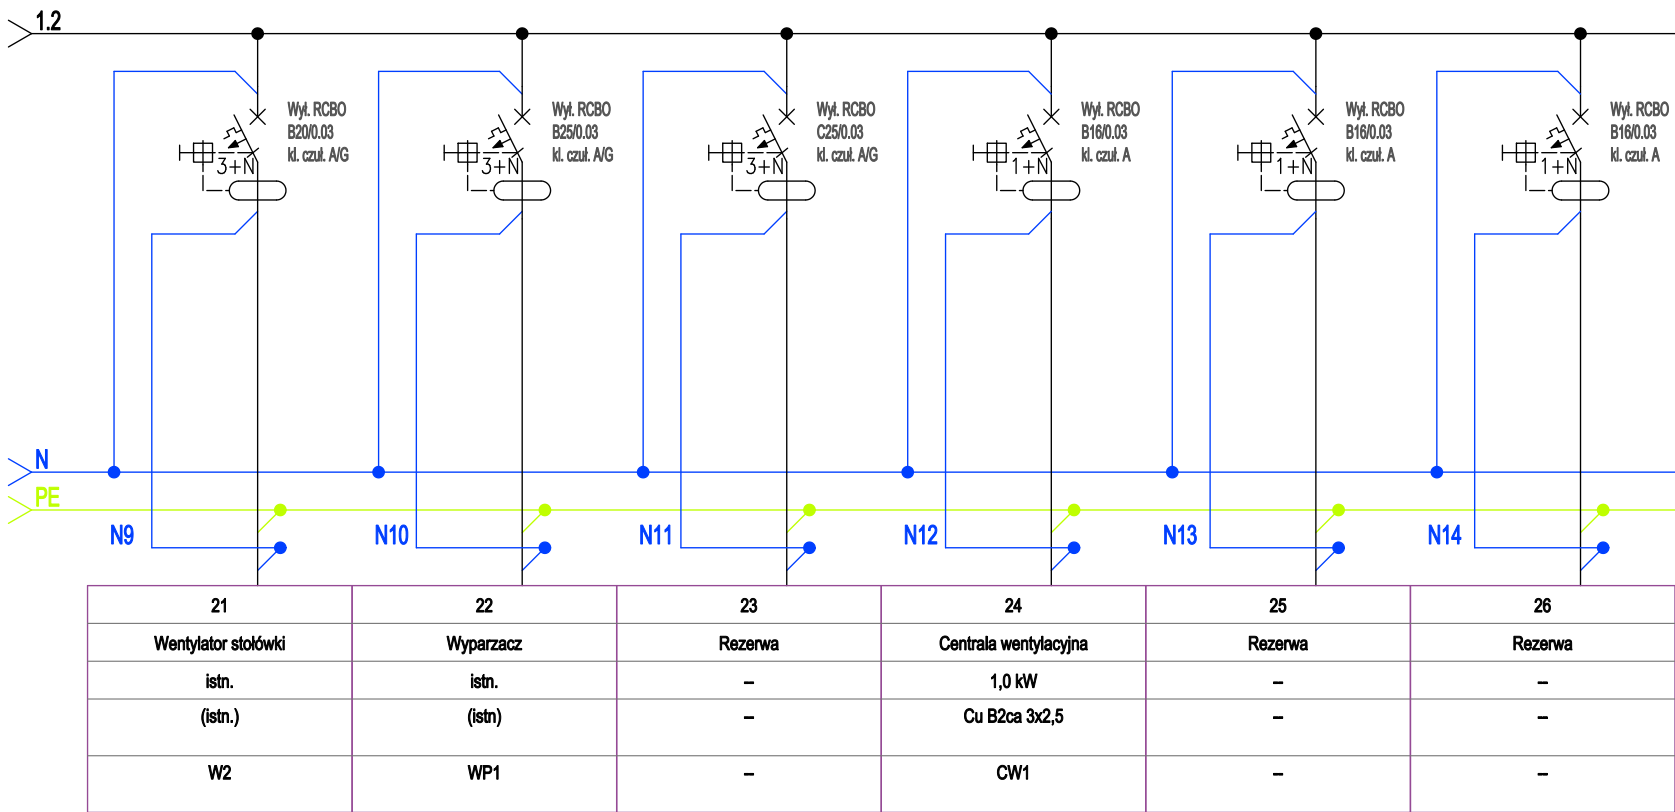 1.2
Wył. RCBO
B20/0.03
kl. czuł. A/G
3+N
Wył. RCBO
B25/0.03
kl. czuł. A/G
3+N
Wył. RCBO
C25/0.03
kl. czuł. A/G
3+N
Wył. RCBO
B16/0.03
kl. czuł. A
1+N
Wył. RCBO
B16/0.03
kl. czuł. A
1+N
Wył. RCBO
B16/0.03
kl. czuł. A
1+N
N
PE
N9 N10 N11 N12 N13 N14
21 22 23 24 25 26
Wentylator stołówki Wyparzacz Rezerwa Centrala wentylacyjna Rezerwa Rezerwa
istn. istn. – 1,0 kW – –
(istn.) (istn) – Cu B2ca 3x2,5 – –
W2 WP1 – CW1 – –